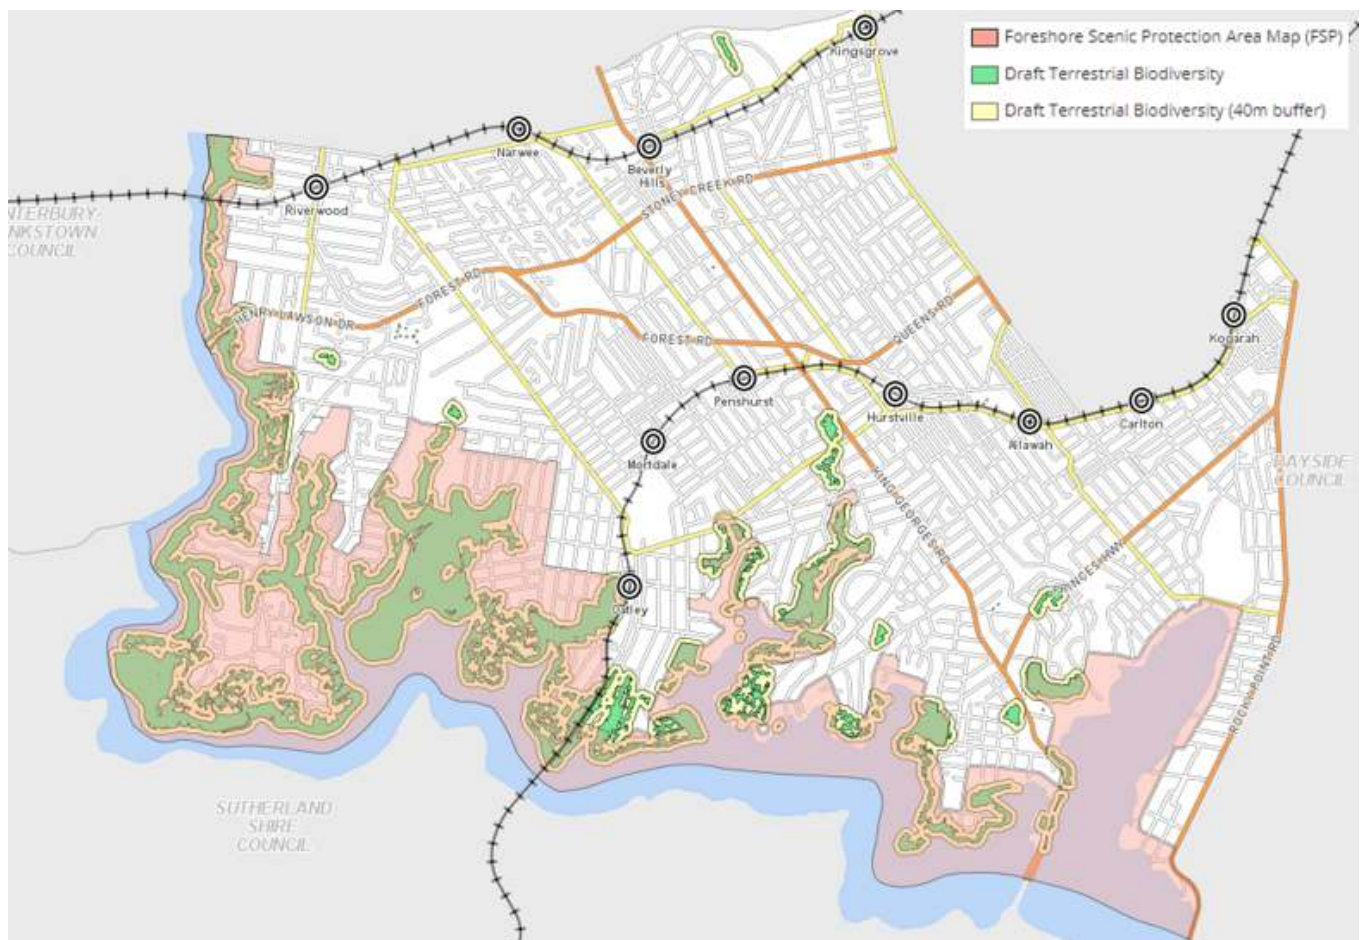 Foreshore Scenic Protection Area Map (FSP)
Draft Terrestrial Biodiversity
Draft Terrestrial Biodiversity (40m buffer)
Kingsgrove
Narwee
Beverly
Hills
STONEY CREEK RD
Riverwood
NTERBURY-
NKSTOWN
COUNCIL
FOREST RD
HENRY LAWSON DR
QUEENS RD
FOREST RD
Kogarah
Penshurst
Hurstville
Allawah
Carlton
Mortdale
BAYSIDE
COUNCIL
KING GEORGES RD
PRINCES HWY
Oatley
ROCKY POINT RD
SUTHERLAND
SHIRE
COUNCIL